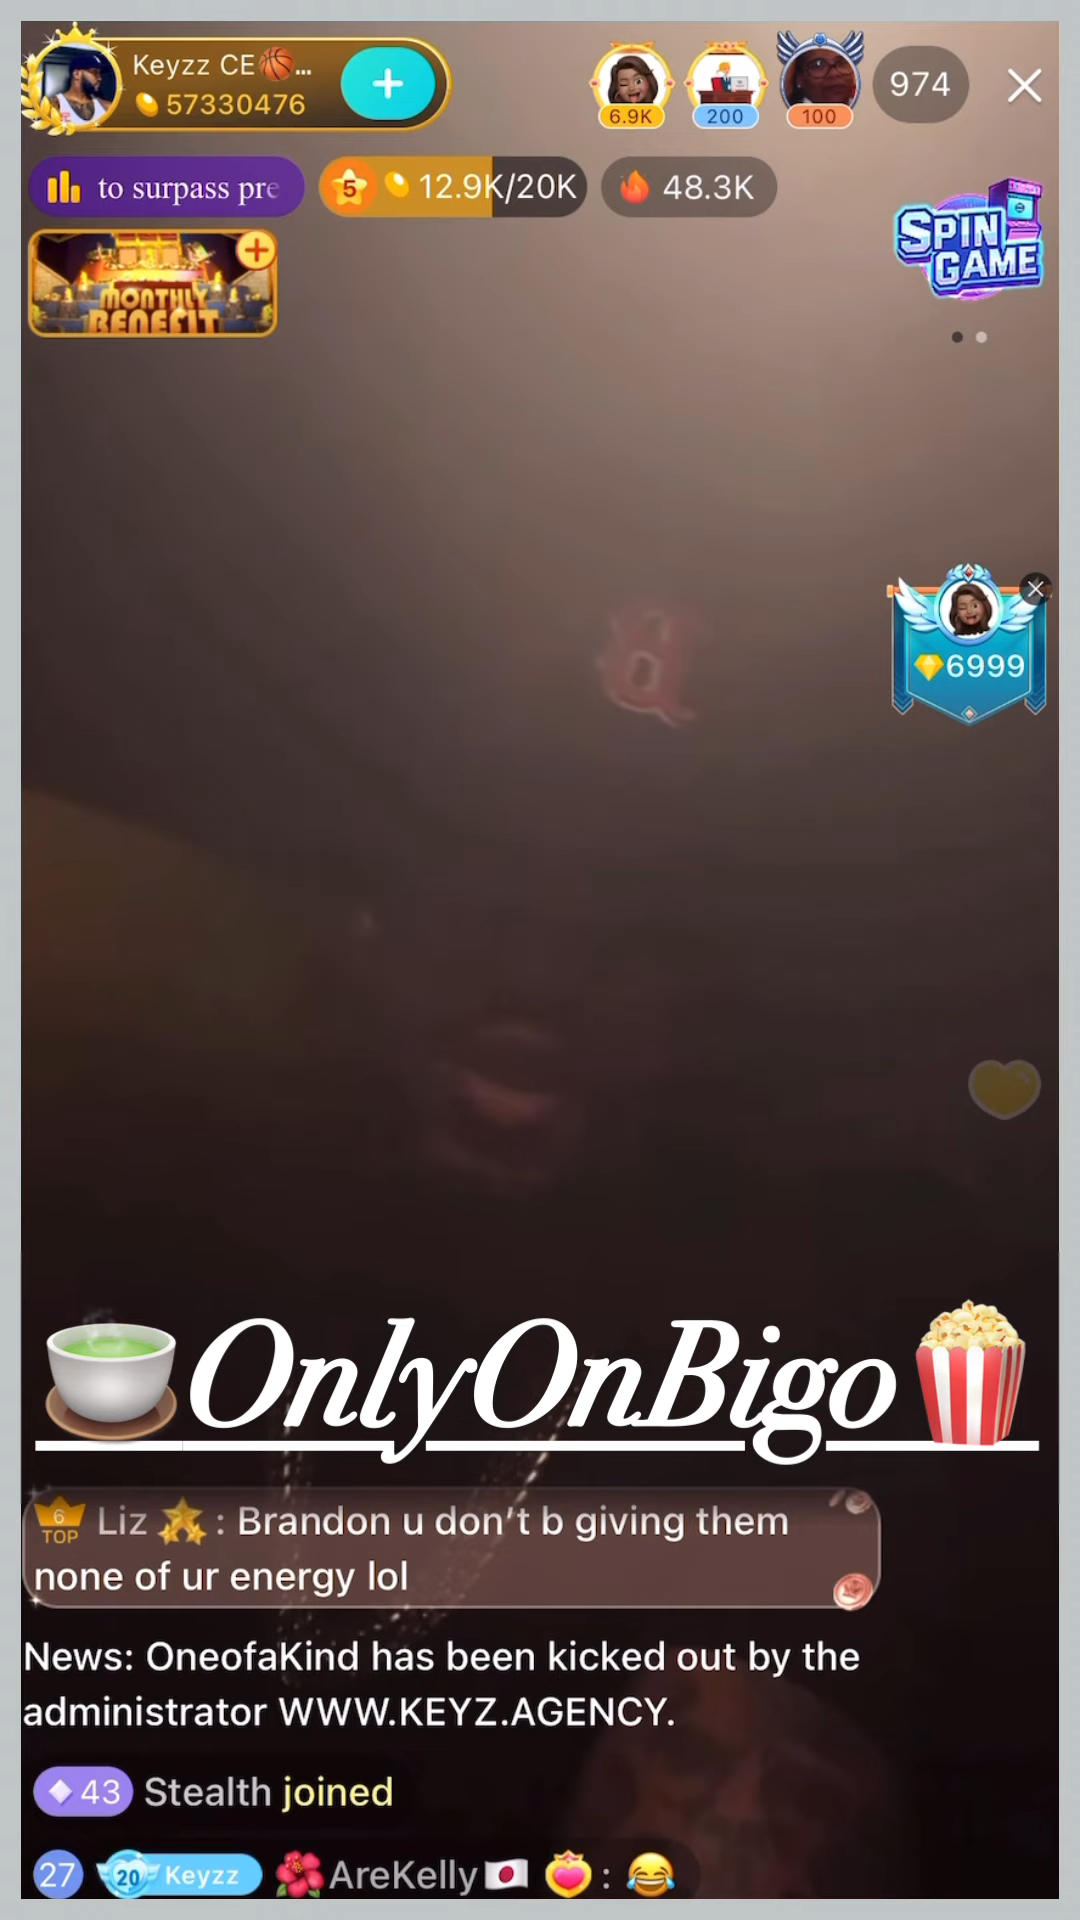 Keyzz CE🏀...
57330476
6.9K
200
100
974
to surpass pre
5
12.9K/20K
48.3K
SPIN
GAME
MONTHLY
BENEFIT
6999
🍵OnlyOnBigo🍿
6
TOP
Liz 🌟: Brandon u don't b giving them
none of ur energy lol
News: OneofaKind has been kicked out by the
administrator WWW.KEYZ.AGENCY.
43 Stealth joined
27 20 Keyzz 🌺AreKelly🇯🇵 : 😂